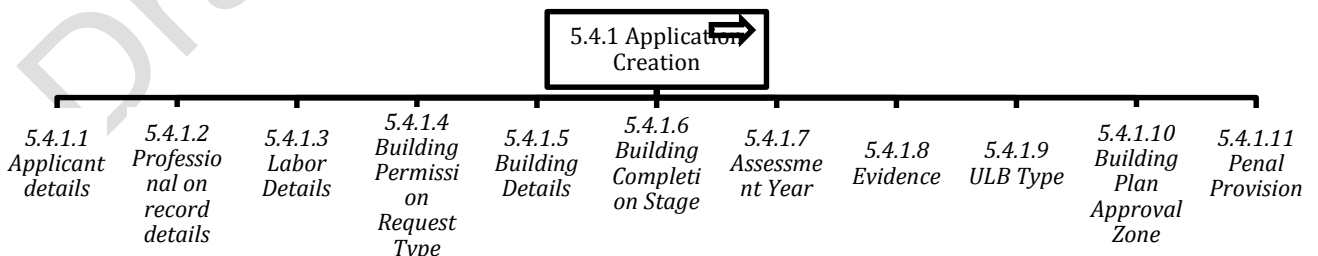 5.4.1 Application
Creation
5.4.1.1
Applicant
details
5.4.1.2
Professio
nal on
record
details
5.4.1.3
Labor
Details
5.4.1.4
Building
Permissi
on
Request
Type
5.4.1.5
Building
Details
5.4.1.6
Building
Completi
on Stage
5.4.1.7
Assessme
nt Year
5.4.1.8
Evidence
5.4.1.9
ULB Type
5.4.1.10
Building
Plan
Approval
Zone
5.4.1.11
Penal
Provision